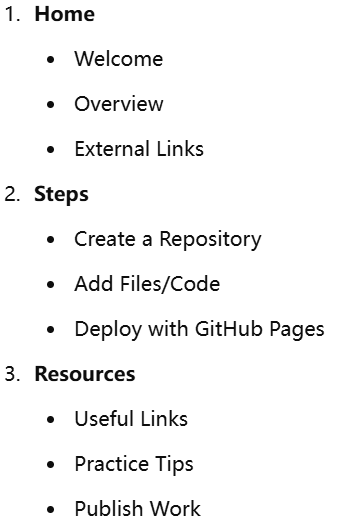 1. Home
• Welcome
• Overview
• External Links
2. Steps
• Create a Repository
• Add Files/Code
• Deploy with GitHub Pages
3. Resources
• Useful Links
• Practice Tips
• Publish Work